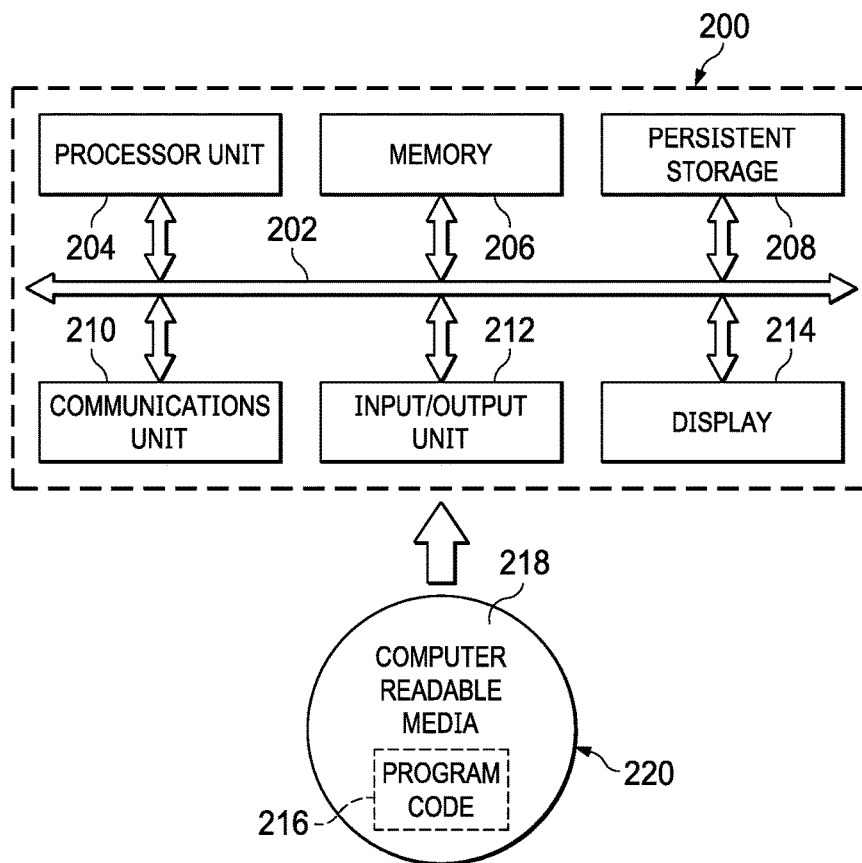 200
PROCESSOR UNIT
MEMORY
PERSISTENT
STORAGE
204
202
206
208
210
212
214
COMMUNICATIONS
UNIT
INPUT/OUTPUT
UNIT
DISPLAY
218
COMPUTER
READABLE
MEDIA
PROGRAM
CODE
216
220